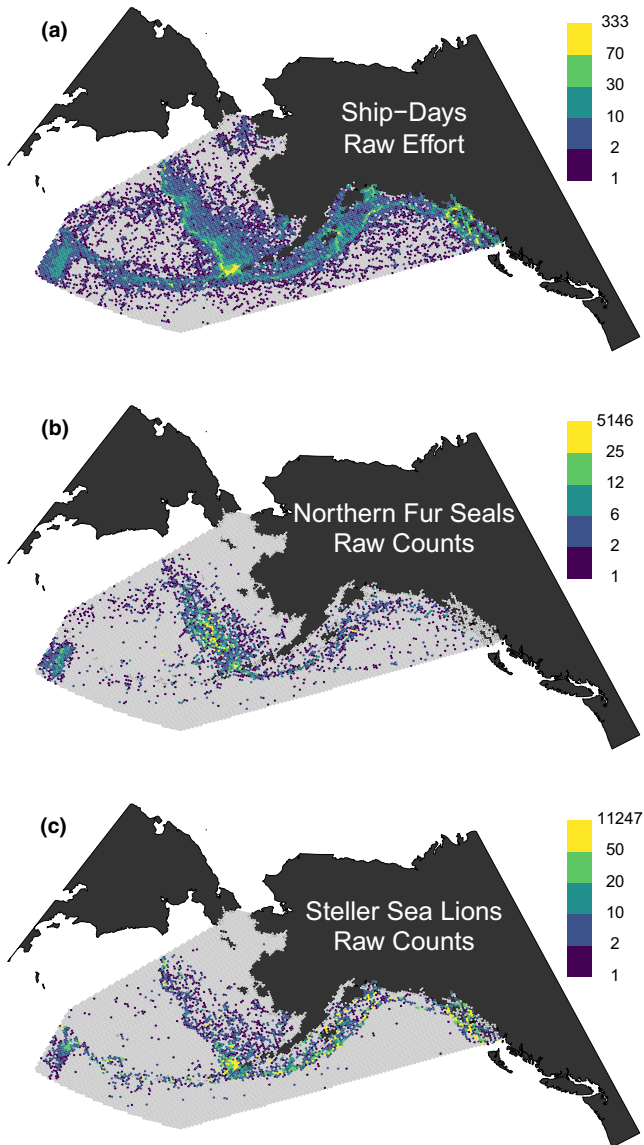 (a)
Ship−Days
Raw Effort
333
70
30
10
2
1
(b)
Northern Fur Seals
Raw Counts
5146
25
12
6
2
1
(c)
Steller Sea Lions
Raw Counts
11247
50
20
10
2
1